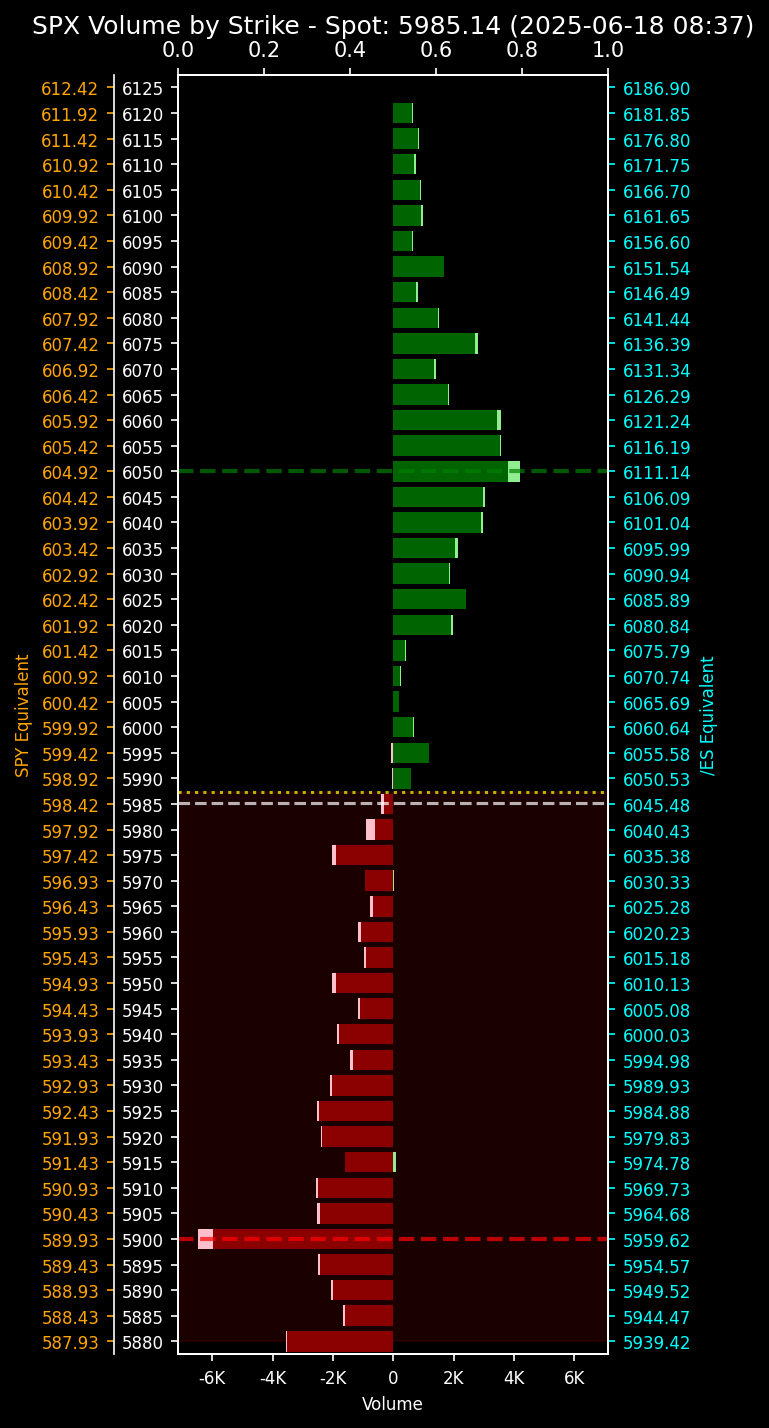 SPX Volume by Strike - Spot: 5985.14 (2025-06-18 08:37)
0.0 0.2 0.4 0.6 0.8 1.0
612.42 6125 6186.90
611.92 6120 6181.85
611.42 6115 6176.80
610.92 6110 6171.75
610.42 6105 6166.70
609.92 6100 6161.65
609.42 6095 6156.60
608.92 6090 6151.54
608.42 6085 6146.49
607.92 6080 6141.44
607.42 6075 6136.39
606.92 6070 6131.34
606.42 6065 6126.29
605.92 6060 6121.24
605.42 6055 6116.19
604.92 6050 6111.14
604.42 6045 6106.09
603.92 6040 6101.04
603.42 6035 6095.99
602.92 6030 6090.94
602.42 6025 6085.89
601.92 6020 6080.84
601.42 6015 6075.79
600.92 6010 6070.74
600.42 6005 6065.69
599.92 6000 6060.64
599.42 5995 6055.58
598.92 5990 6050.53
598.42 5985 6045.48
597.92 5980 6040.43
597.42 5975 6035.38
596.93 5970 6030.33
596.43 5965 6025.28
595.93 5960 6020.23
595.43 5955 6015.18
594.93 5950 6010.13
594.43 5945 6005.08
593.93 5940 6000.03
593.43 5935 5994.98
592.93 5930 5989.93
592.43 5925 5984.88
591.93 5920 5979.83
591.43 5915 5974.78
590.93 5910 5969.73
590.43 5905 5964.68
589.93 5900 5959.62
589.43 5895 5954.57
588.93 5890 5949.52
588.43 5885 5944.47
587.93 5880 5939.42
SPY Equivalent
/ES Equivalent
-6K -4K -2K 0 2K 4K 6K
Volume